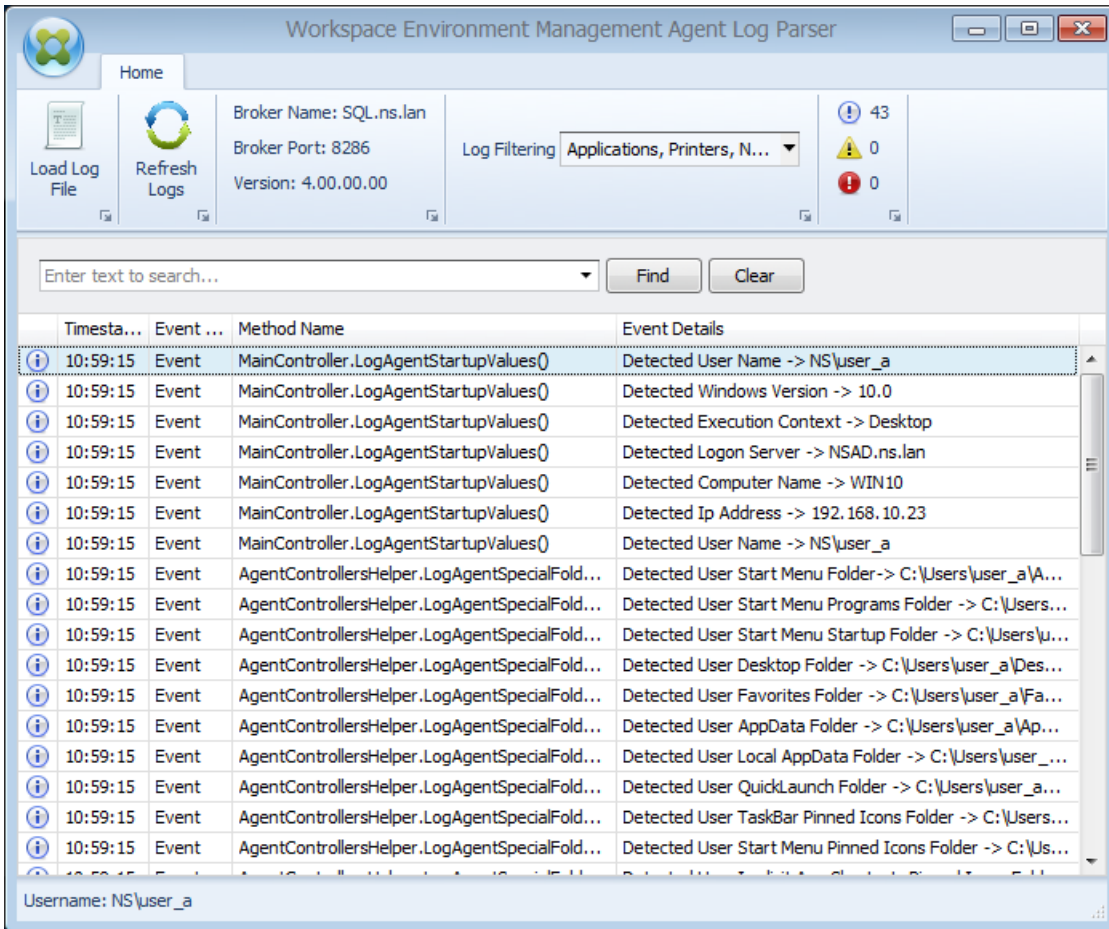 Workspace Environment Management Agent Log Parser
Home
Load Log File
Refresh Logs
Broker Name: SQL.ns.lan
Broker Port: 8286
Version: 4.00.00.00
Log Filtering Applications, Printers, N...
43
0
0
Enter text to search...
Find
Clear
Timesta... Event ... Method Name Event Details
10:59:15 Event MainController.LogAgentStartupValues() Detected User Name -> NS\user_a
10:59:15 Event MainController.LogAgentStartupValues() Detected Windows Version -> 10.0
10:59:15 Event MainController.LogAgentStartupValues() Detected Execution Context -> Desktop
10:59:15 Event MainController.LogAgentStartupValues() Detected Logon Server -> NSAD.ns.lan
10:59:15 Event MainController.LogAgentStartupValues() Detected Computer Name -> WIN10
10:59:15 Event MainController.LogAgentStartupValues() Detected Ip Address -> 192.168.10.23
10:59:15 Event MainController.LogAgentStartupValues() Detected User Name -> NS\user_a
10:59:15 Event AgentControllersHelper.LogAgentSpecialFold... Detected User Start Menu Folder-> C:\Users\user_a\A...
10:59:15 Event AgentControllersHelper.LogAgentSpecialFold... Detected User Start Menu Programs Folder -> C:\Users...
10:59:15 Event AgentControllersHelper.LogAgentSpecialFold... Detected User Start Menu Startup Folder -> C:\Users\u...
10:59:15 Event AgentControllersHelper.LogAgentSpecialFold... Detected User Desktop Folder -> C:\Users\user_a\Des...
10:59:15 Event AgentControllersHelper.LogAgentSpecialFold... Detected User Favorites Folder -> C:\Users\user_a\Fa...
10:59:15 Event AgentControllersHelper.LogAgentSpecialFold... Detected User AppData Folder -> C:\Users\user_a\Ap...
10:59:15 Event AgentControllersHelper.LogAgentSpecialFold... Detected User Local AppData Folder -> C:\Users\user_...
10:59:15 Event AgentControllersHelper.LogAgentSpecialFold... Detected User QuickLaunch Folder -> C:\Users\user_a...
10:59:15 Event AgentControllersHelper.LogAgentSpecialFold... Detected User TaskBar Pinned Icons Folder -> C:\Users...
10:59:15 Event AgentControllersHelper.LogAgentSpecialFold... Detected User Start Menu Pinned Icons Folder -> C:\Us...
Username: NS\user_a